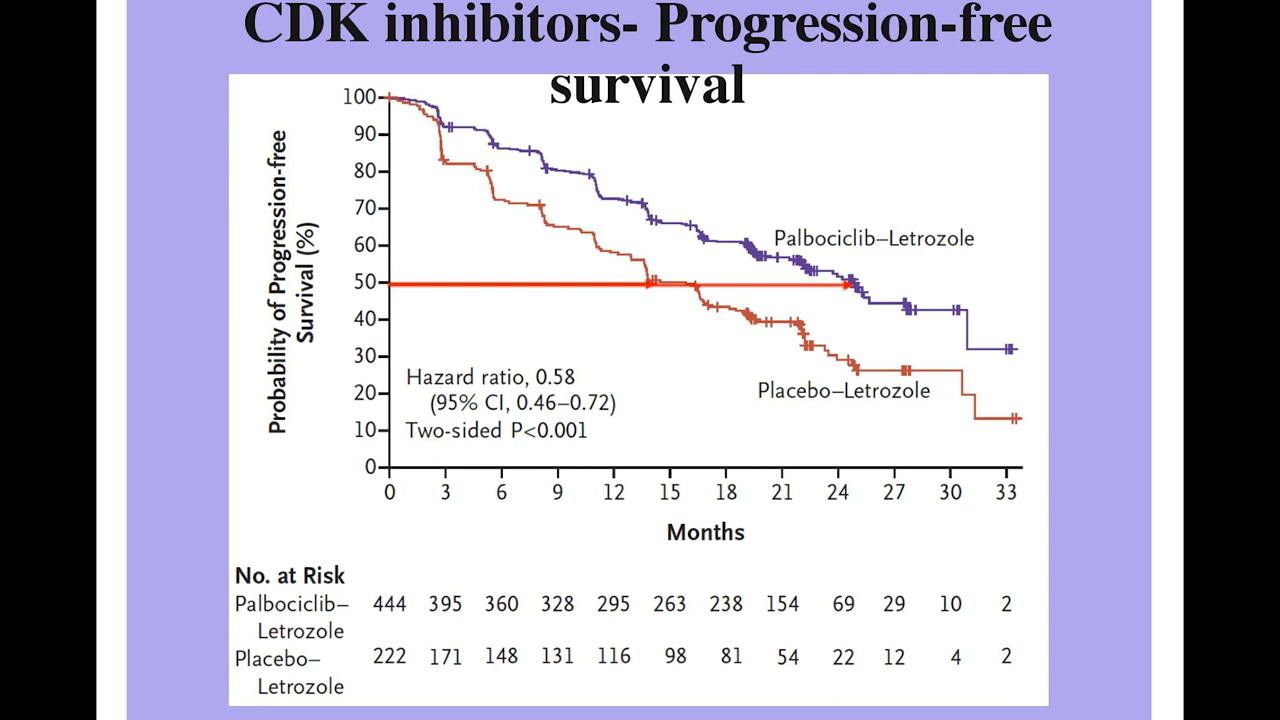 CDK inhibitors- Progression-free
survival
Probability of Progression-free
Survival (%)
100
90
80
70
60
50
40
30
20
10
0
Palbociclib–Letrozole
Placebo–Letrozole
Hazard ratio, 0.58
(95% CI, 0.46–0.72)
Two-sided P<0.001
0 3 6 9 12 15 18 21 24 27 30 33
Months
No. at Risk
Palbociclib– 444 395 360 328 295 263 238 154 69 29 10 2
Letrozole
Placebo– 222 171 148 131 116 98 81 54 22 12 4 2
Letrozole